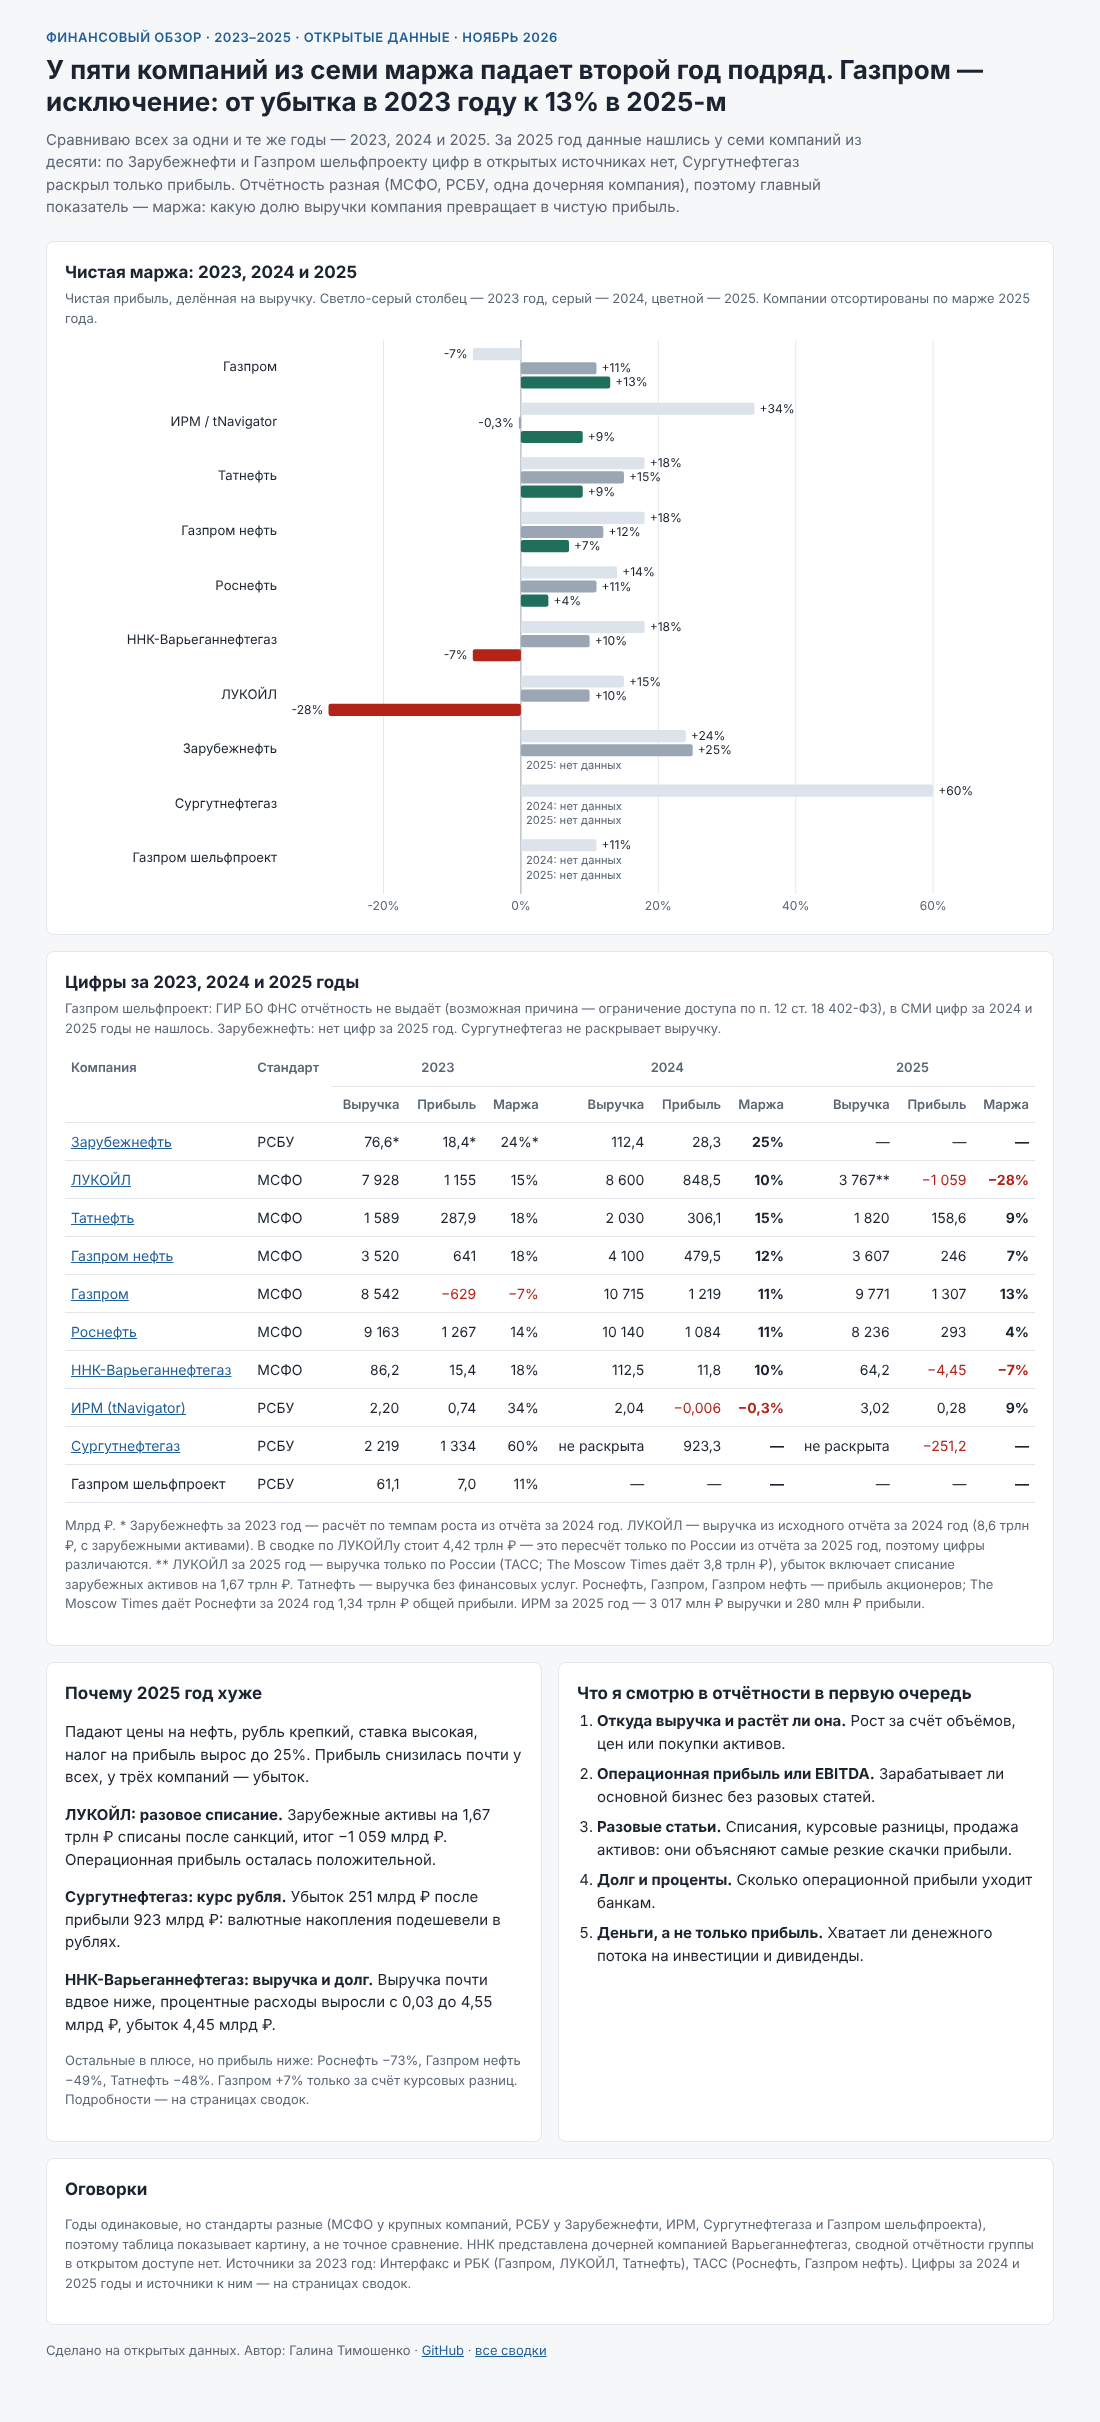 ФИНАНСОВЫЙ ОБЗОР · 2023–2025 · ОТКРЫТЫЕ ДАННЫЕ · НОЯБРЬ 2026
У пяти компаний из семи маржа падает второй год подряд. Газпром —
исключение: от убытка в 2023 году к 13% в 2025-м
Сравниваю всех за одни и те же годы — 2023, 2024 и 2025. За 2025 год данные нашлись у семи компаний из
десяти: по Зарубежнефти и Газпром шельфпроекту цифр в открытых источниках нет, Сургутнефтегаз
раскрыл только прибыль. Отчётность разная (МСФО, РСБУ, одна дочерняя компания), поэтому главный
показатель — маржа: какую долю выручки компания превращает в чистую прибыль.
Чистая маржа: 2023, 2024 и 2025
Чистая прибыль, делённая на выручку. Светло-серый столбец — 2023 год, серый — 2024, цветной — 2025. Компании отсортированы по марже 2025
года.
-7%
Газпром
+11%
+13%
+34%
ИРМ / tNavigator
-0,3%
+9%
+18%
Татнефть
+15%
+9%
+18%
Газпром нефть
+12%
+7%
+14%
Роснефть
+11%
+4%
+18%
ННК-Варьеганнефтегаз
+10%
-7%
+15%
ЛУКОЙЛ
+10%
-28%
+24%
Зарубежнефть
+25%
2025: нет данных
+60%
Сургутнефтегаз
2024: нет данных
2025: нет данных
+11%
Газпром шельфпроект
2024: нет данных
2025: нет данных
-20% 0% 20% 40% 60%
Цифры за 2023, 2024 и 2025 годы
Газпром шельфпроект: ГИР БО ФНС отчётность не выдаёт (возможная причина — ограничение доступа по п. 12 ст. 18 402-ФЗ), в СМИ цифр за 2024 и
2025 годы не нашлось. Зарубежнефть: нет цифр за 2025 год. Сургутнефтегаз не раскрывает выручку.
Компания Стандарт 2023 2024 2025
Выручка Прибыль Маржа Выручка Прибыль Маржа Выручка Прибыль Маржа
Зарубежнефть РСБУ 76,6* 18,4* 24%* 112,4 28,3 25% — — —
ЛУКОЙЛ МСФО 7 928 1 155 15% 8 600 848,5 10% 3 767** −1 059 −28%
Татнефть МСФО 1 589 287,9 18% 2 030 306,1 15% 1 820 158,6 9%
Газпром нефть МСФО 3 520 641 18% 4 100 479,5 12% 3 607 246 7%
Газпром МСФО 8 542 −629 −7% 10 715 1 219 11% 9 771 1 307 13%
Роснефть МСФО 9 163 1 267 14% 10 140 1 084 11% 8 236 293 4%
ННК-Варьеганнефтегаз МСФО 86,2 15,4 18% 112,5 11,8 10% 64,2 −4,45 −7%
ИРМ (tNavigator) РСБУ 2,20 0,74 34% 2,04 −0,006 −0,3% 3,02 0,28 9%
Сургутнефтегаз РСБУ 2 219 1 334 60% не раскрыта 923,3 — не раскрыта −251,2 —
Газпром шельфпроект РСБУ 61,1 7,0 11% — — — — — —
Млрд ₽. * Зарубежнефть за 2023 год — расчёт по темпам роста из отчёта за 2024 год. ЛУКОЙЛ — выручка из исходного отчёта за 2024 год (8,6 трлн
₽, с зарубежными активами). В сводке по ЛУКОЙЛу стоит 4,42 трлн ₽ — это пересчёт только по России из отчёта за 2025 год, поэтому цифры
различаются. ** ЛУКОЙЛ за 2025 год — выручка только по России (ТАСС; The Moscow Times даёт 3,8 трлн ₽), убыток включает списание
зарубежных активов на 1,67 трлн ₽. Татнефть — выручка без финансовых услуг. Роснефть, Газпром, Газпром нефть — прибыль акционеров; The
Moscow Times даёт Роснефти за 2024 год 1,34 трлн ₽ общей прибыли. ИРМ за 2025 год — 3 017 млн ₽ выручки и 280 млн ₽ прибыли.
Почему 2025 год хуже
Падают цены на нефть, рубль крепкий, ставка высокая,
налог на прибыль вырос до 25%. Прибыль снизилась почти у
всех, у трёх компаний — убыток.
ЛУКОЙЛ: разовое списание. Зарубежные активы на 1,67
трлн ₽ списаны после санкций, итог −1 059 млрд ₽.
Операционная прибыль осталась положительной.
Сургутнефтегаз: курс рубля. Убыток 251 млрд ₽ после
прибыли 923 млрд ₽: валютные накопления подешевели в
рублях.
ННК-Варьеганнефтегаз: выручка и долг. Выручка почти
вдвое ниже, процентные расходы выросли с 0,03 до 4,55
млрд ₽, убыток 4,45 млрд ₽.
Остальные в плюсе, но прибыль ниже: Роснефть −73%, Газпром нефть
−49%, Татнефть −48%. Газпром +7% только за счёт курсовых разниц.
Подробности — на страницах сводок.
Что я смотрю в отчётности в первую очередь
1. Откуда выручка и растёт ли она. Рост за счёт объёмов,
цен или покупки активов.
2. Операционная прибыль или EBITDA. Зарабатывает ли
основной бизнес без разовых статей.
3. Разовые статьи. Списания, курсовые разницы, продажа
активов: они объясняют самые резкие скачки прибыли.
4. Долг и проценты. Сколько операционной прибыли уходит
банкам.
5. Деньги, а не только прибыль. Хватает ли денежного
потока на инвестиции и дивиденды.
Оговорки
Годы одинаковые, но стандарты разные (МСФО у крупных компаний, РСБУ у Зарубежнефти, ИРМ, Сургутнефтегаза и Газпром шельфпроекта),
поэтому таблица показывает картину, а не точное сравнение. ННК представлена дочерней компанией Варьеганнефтегаз, сводной отчётности группы
в открытом доступе нет. Источники за 2023 год: Интерфакс и РБК (Газпром, ЛУКОЙЛ, Татнефть), ТАСС (Роснефть, Газпром нефть). Цифры за 2024 и
2025 годы и источники к ним — на страницах сводок.
Сделано на открытых данных. Автор: Галина Тимошенко · GitHub · все сводки